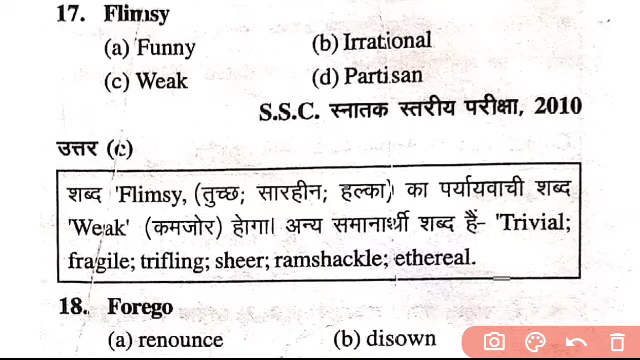 17. Flimsy
(a) Funny (b) Irrational
(c) Weak (d) Partisan
S.S.C. स्नातक स्तरीय परीक्षा, 2010
उत्तर (c)
शब्द 'Flimsy, (तुच्छ; सारहीन; हल्का) का पर्यायवाची शब्द
'Weak' (कमजोर) होगा। अन्य समानार्थी शब्द हैं- 'Trivial;
fragile; trifling; sheer; ramshackle; ethereal.
18. Forego
(a) renounce (b) disown